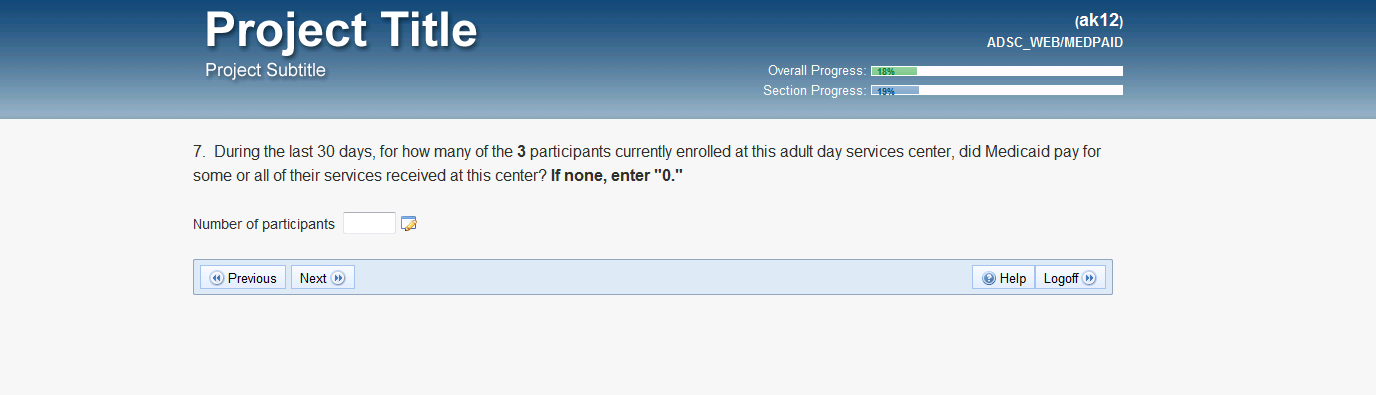 Project Title
Project Subtitle
(ak12)
ADSC_WEB/MEDPAID
Overall Progress: 18%
Section Progress: 19%
7. During the last 30 days, for how many of the 3 participants currently enrolled at this adult day services center, did Medicaid pay for
some or all of their services received at this center? If none, enter "0."
Number of participants
Previous Next Help Logoff